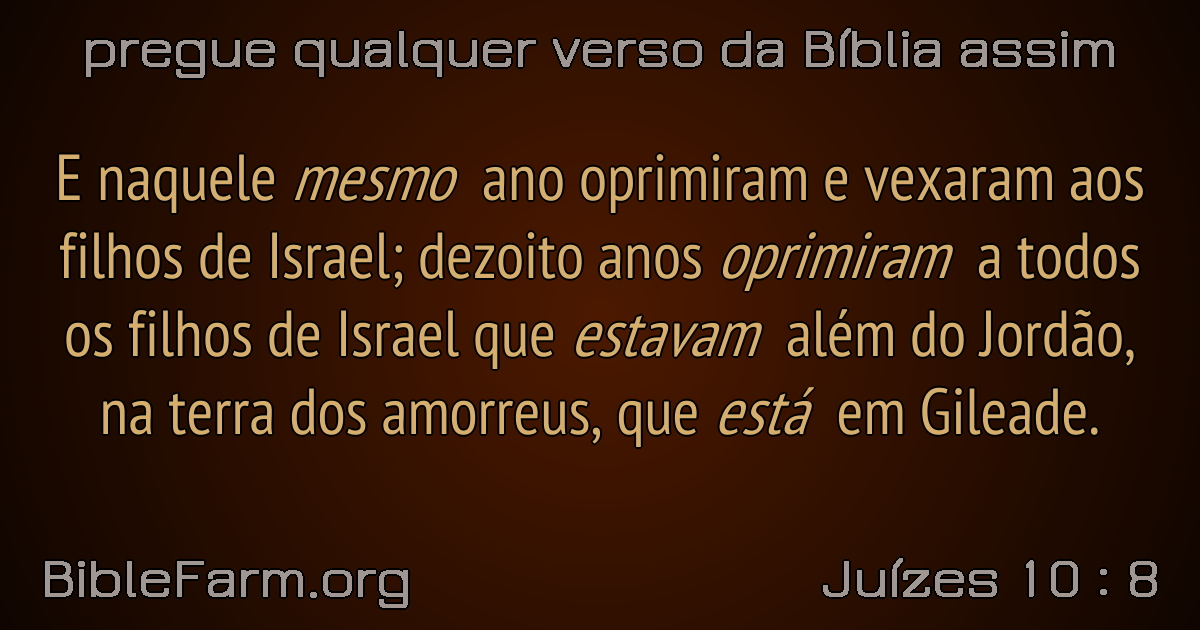 pregue qualquer verso da Bíblia assim
E naquele mesmo ano oprimiram e vexaram aos
filhos de Israel; dezoito anos oprimiram a todos
os filhos de Israel que estavam além do Jordão,
na terra dos amorreus, que está em Gileade.
BibleFarm.org
Juízes 10 : 8